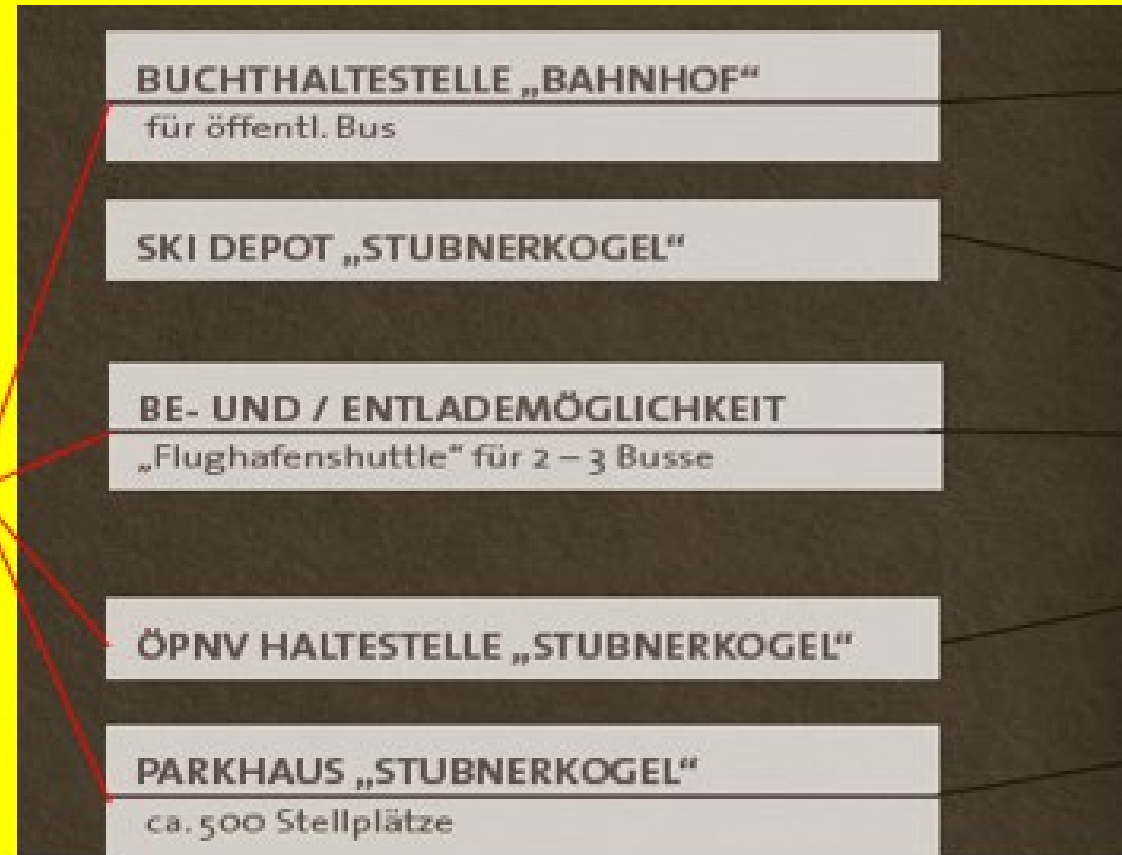 BUCHTHALTESTELLE „BAHNHOF“
für öffentl. Bus
SKI DEPOT „STUBNERKOGEL“
BE- UND / ENTLADEMÖGLICHKEIT
„Flughafenshuttle“ für 2 – 3 Busse
ÖPNV HALTESTELLE „STUBNERKOGEL“
PARKHAUS „STUBNERKOGEL“
ca. 500 Stellplätze